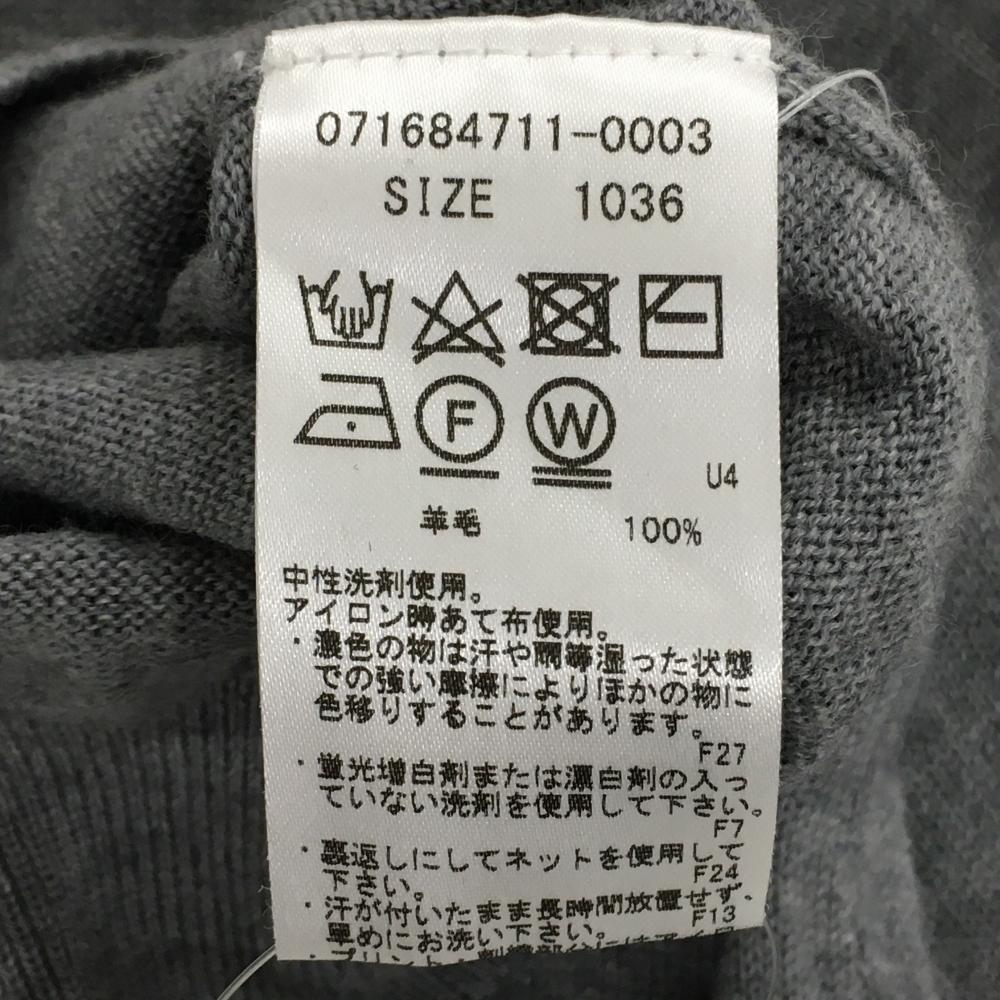 071684711-0003
SIZE 1036
F W
U4
羊毛 100%
中性洗剤使用。
アイロン時あて布使用。
・濃色の物は汗や雨等湿った状態
での強い摩擦によりほかの物に
色移りすることがあります。
F27
・蛍光増白剤または漂白剤の入っ
ていない洗剤を使用して下さい。
F7
・裏返しにしてネットを使用して
下さい。
F24
・汗が付いたまま長時間放置せず、
早めにお洗い下さい。
F13
・プリント